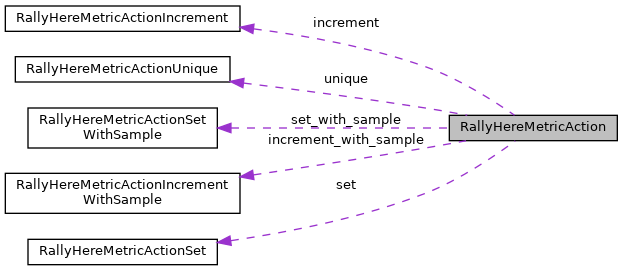 RallyHereMetricActionIncrement
increment
RallyHereMetricActionUnique
unique
RallyHereMetricActionSet
WithSample
set_with_sample
RallyHereMetricAction
increment_with_sample
RallyHereMetricActionIncrement
WithSample
set
RallyHereMetricActionSet